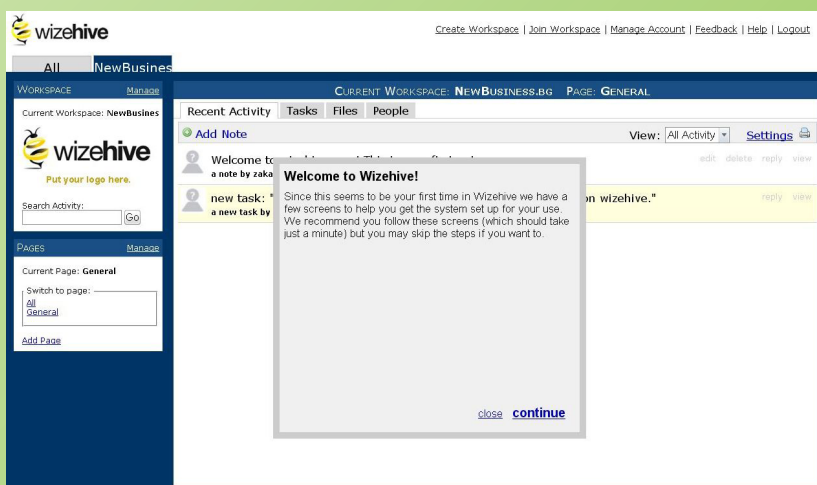 wizehive
Create Workspace | Join Workspace | Manage Account | Feedback | Help | Logout
All NewBusines
Workspace Manage
Current Workspace: NewBusines
wizehive
Put your logo here.
Search Activity:
Go
Pages Manage
Current Page: General
Switch to page:
All
General
Add Page
Current Workspace: NewBusiness.bg Page: General
Recent Activity Tasks Files People
Add Note View: All Activity Settings
Welcome to
edit delete reply view
a note by zaka
new task: " on wizehive."
reply view
a new task by
Welcome to Wizehive!
Since this seems to be your first time in Wizehive we have a
few screens to help you get the system set up for your use.
We recommend you follow these screens (which should take
just a minute) but you may skip the steps if you want to.
close continue